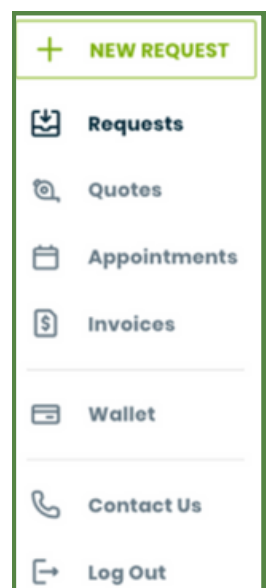 NEW REQUEST
Requests
Quotes
Appointments
Invoices
Wallet
Contact Us
Log Out